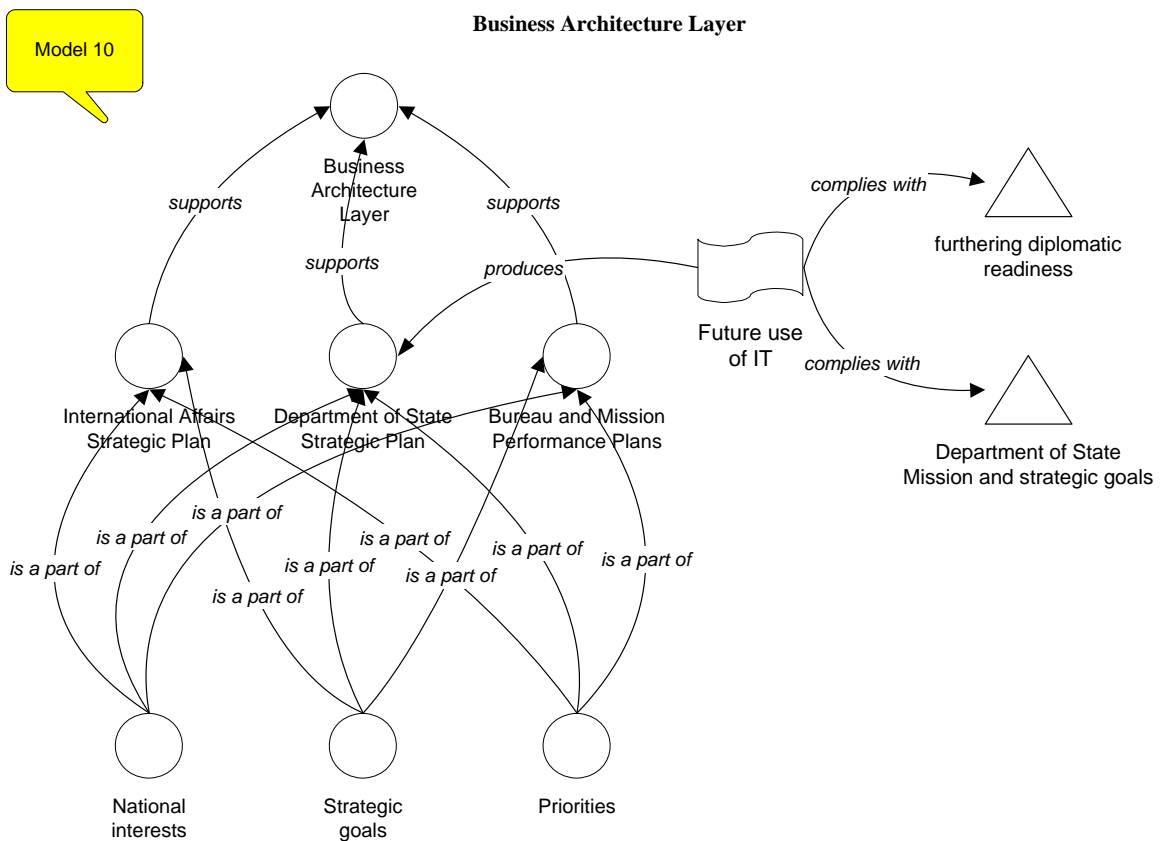 Business Architecture Layer
Model 10
Business
Architecture
Layer
supports
supports
supports
produces
complies with
complies with
furthering diplomatic
readiness
Future use
of IT
Department of State
Mission and strategic goals
International Affairs
Strategic Plan
Department of State
Strategic Plan
Bureau and Mission
Performance Plans
is a part of
is a part of
is a part of
is a part of
is a part of
is a part of
is a part of
is a part of
is a part of
National
interests
Strategic
goals
Priorities